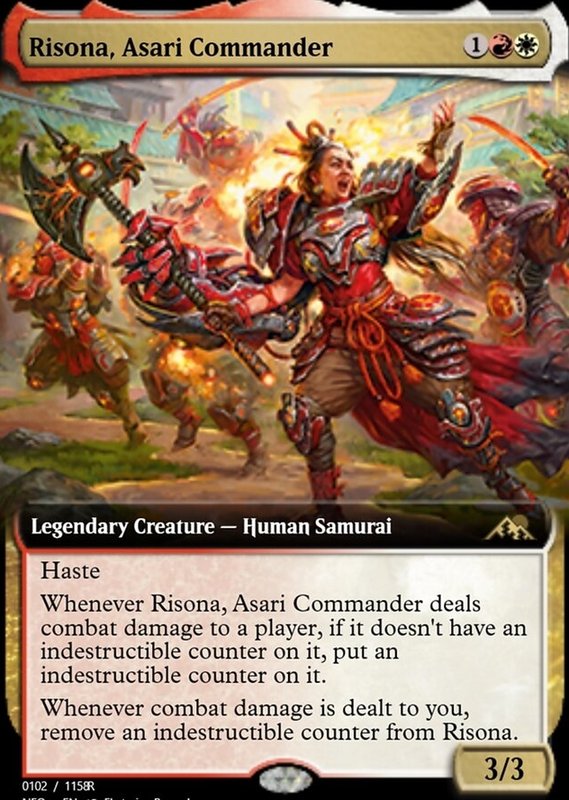 Risona, Asari Commander 1
Legendary Creature — Human Samurai
Haste
Whenever Risona, Asari Commander deals
combat damage to a player, if it doesn't have an
indestructible counter on it, put an
indestructible counter on it.
Whenever combat damage is dealt to you,
remove an indestructible counter from Risona.
3/3
0102 / 1158R